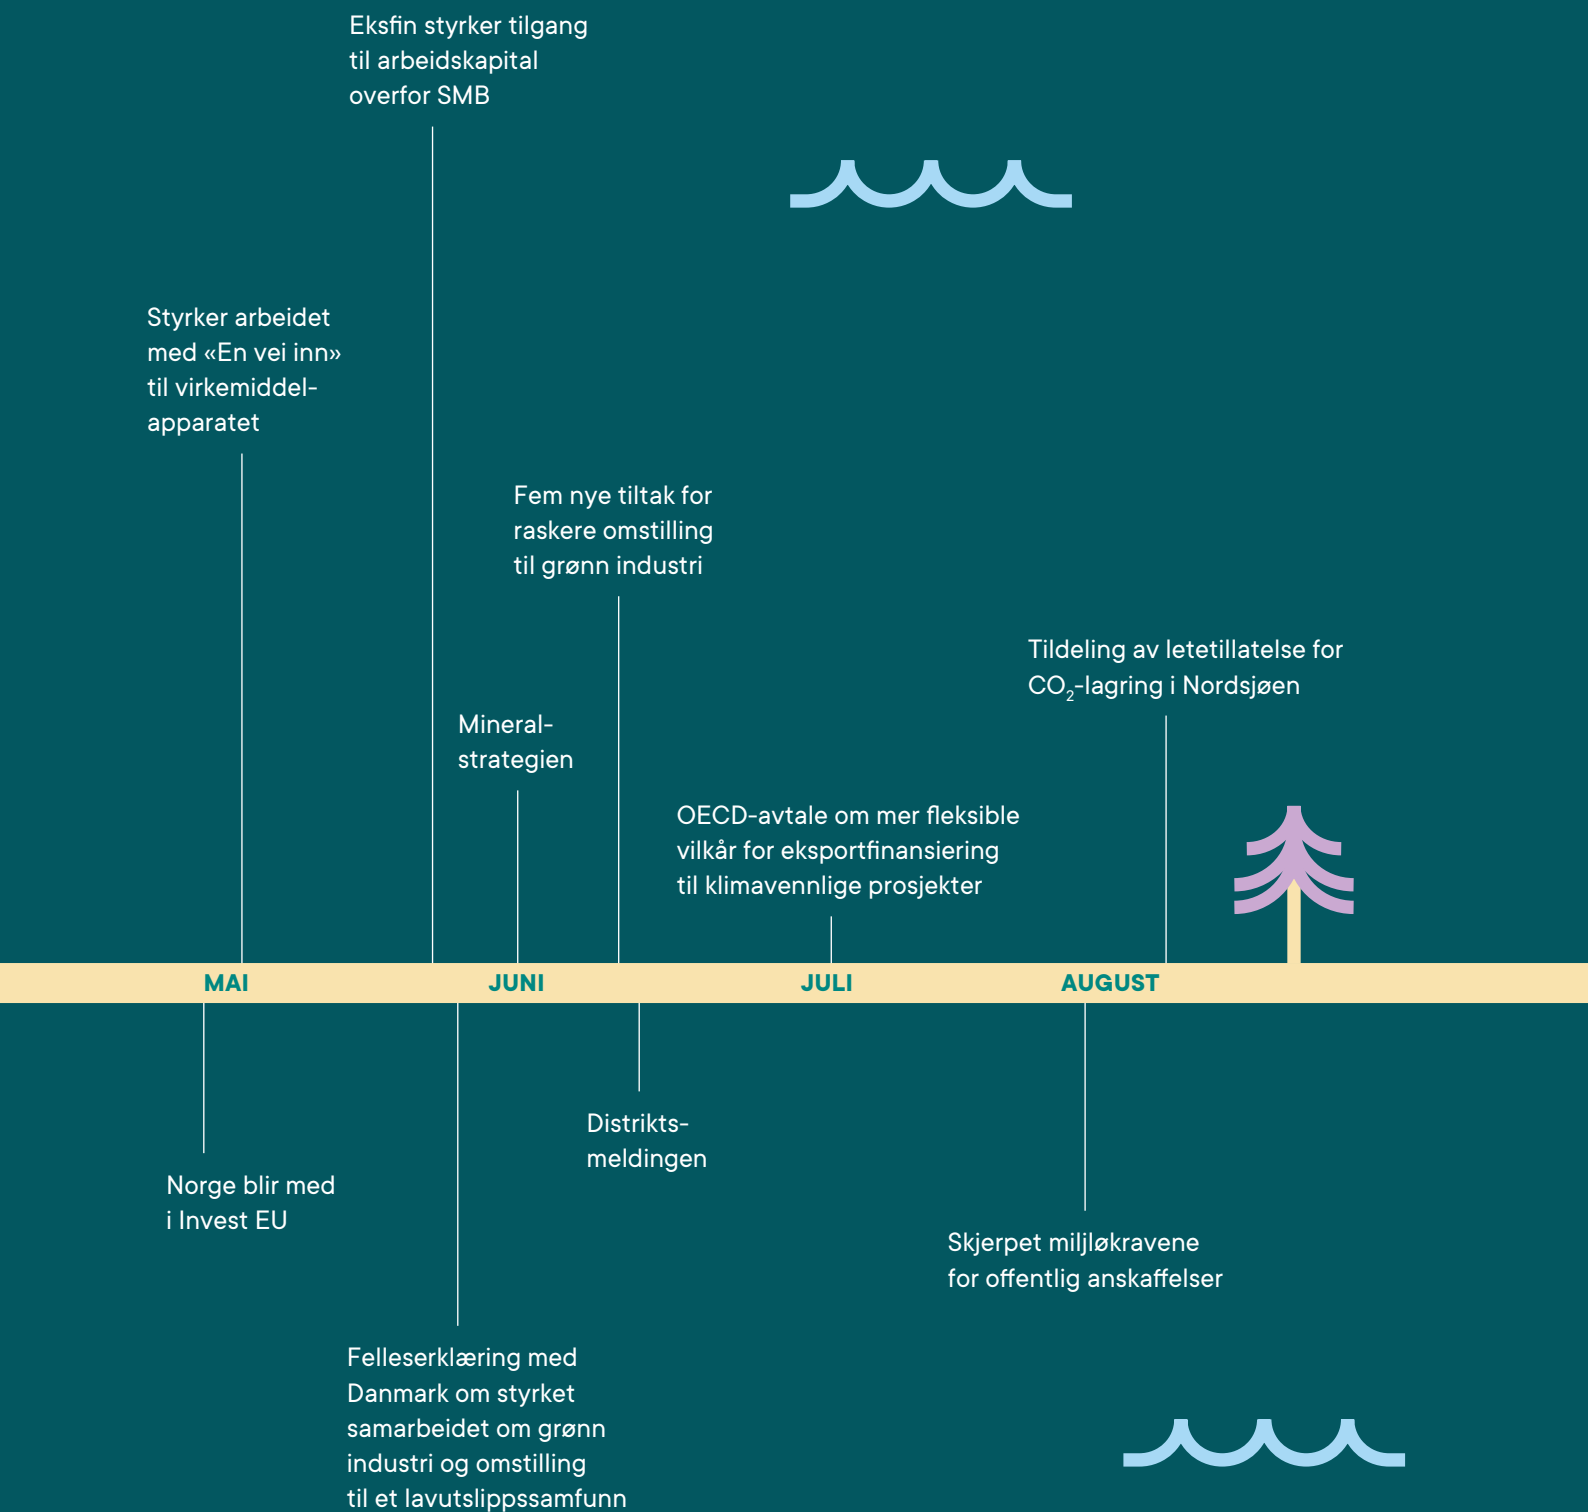 Eksfin styrker tilgang
til arbeidskapital
overfor SMB
Styrker arbeidet
med «En vei inn»
til virkemiddel-
apparatet
Fem nye tiltak for
raskere omstilling
til grønn industri
Tildeling av letetillatelse for
CO₂-lagring i Nordsjøen
Mineral-
strategien
OECD-avtale om mer fleksible
vilkår for eksportfinansiering
til klimavennlige prosjekter
MAI
JUNI
JULI
AUGUST
Distrikts-
meldingen
Norge blir med
i Invest EU
Skjerpet miljløkravene
for offentlig anskaffelser
Felleserklæring med
Danmark om styrket
samarbeidet om grønn
industri og omstilling
til et lavutslippssamfunn